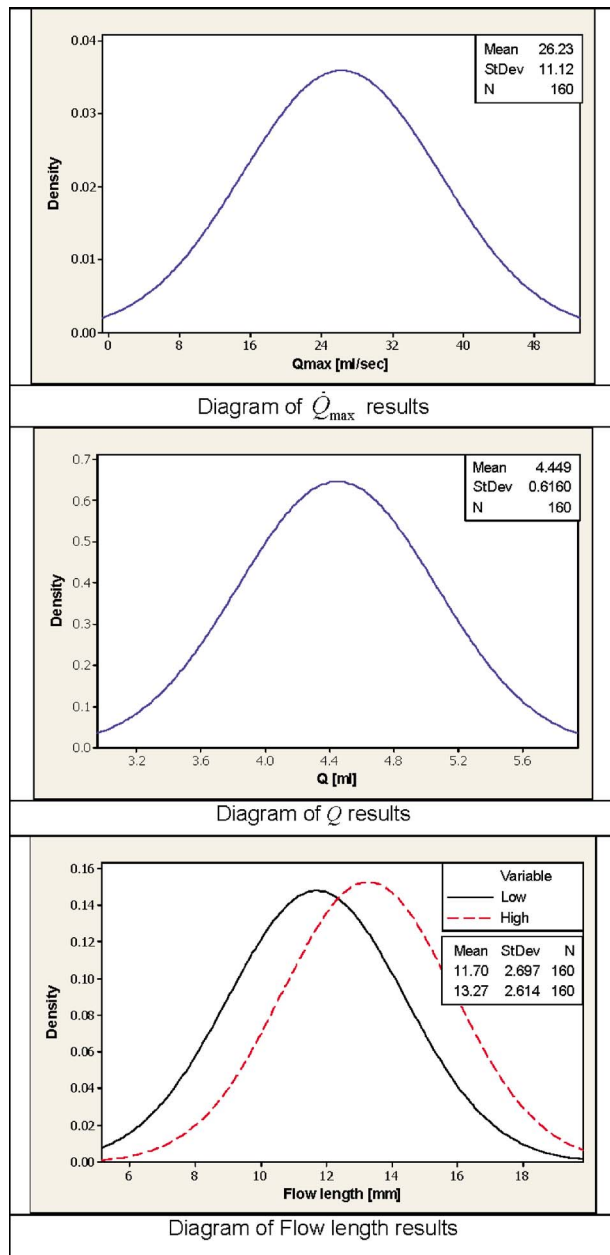 0.04
0.03
0.02
0.01
0.00
Density
Mean 26.23
StDev 11.12
N 160
0 8 16 24 32 40 48
Qmax [ml/sec]
Diagram of Q̇max results
0.7
0.6
0.5
0.4
0.3
0.2
0.1
0.0
Density
Mean 4.449
StDev 0.6160
N 160
3.2 3.6 4.0 4.4 4.8 5.2 5.6
Q [ml]
Diagram of Q results
0.16
0.14
0.12
0.10
0.08
0.06
0.04
0.02
0.00
Density
Variable
Low
High
Mean StDev N
11.70 2.697 160
13.27 2.614 160
6 8 10 12 14 16 18
Flow length [mm]
Diagram of Flow length results